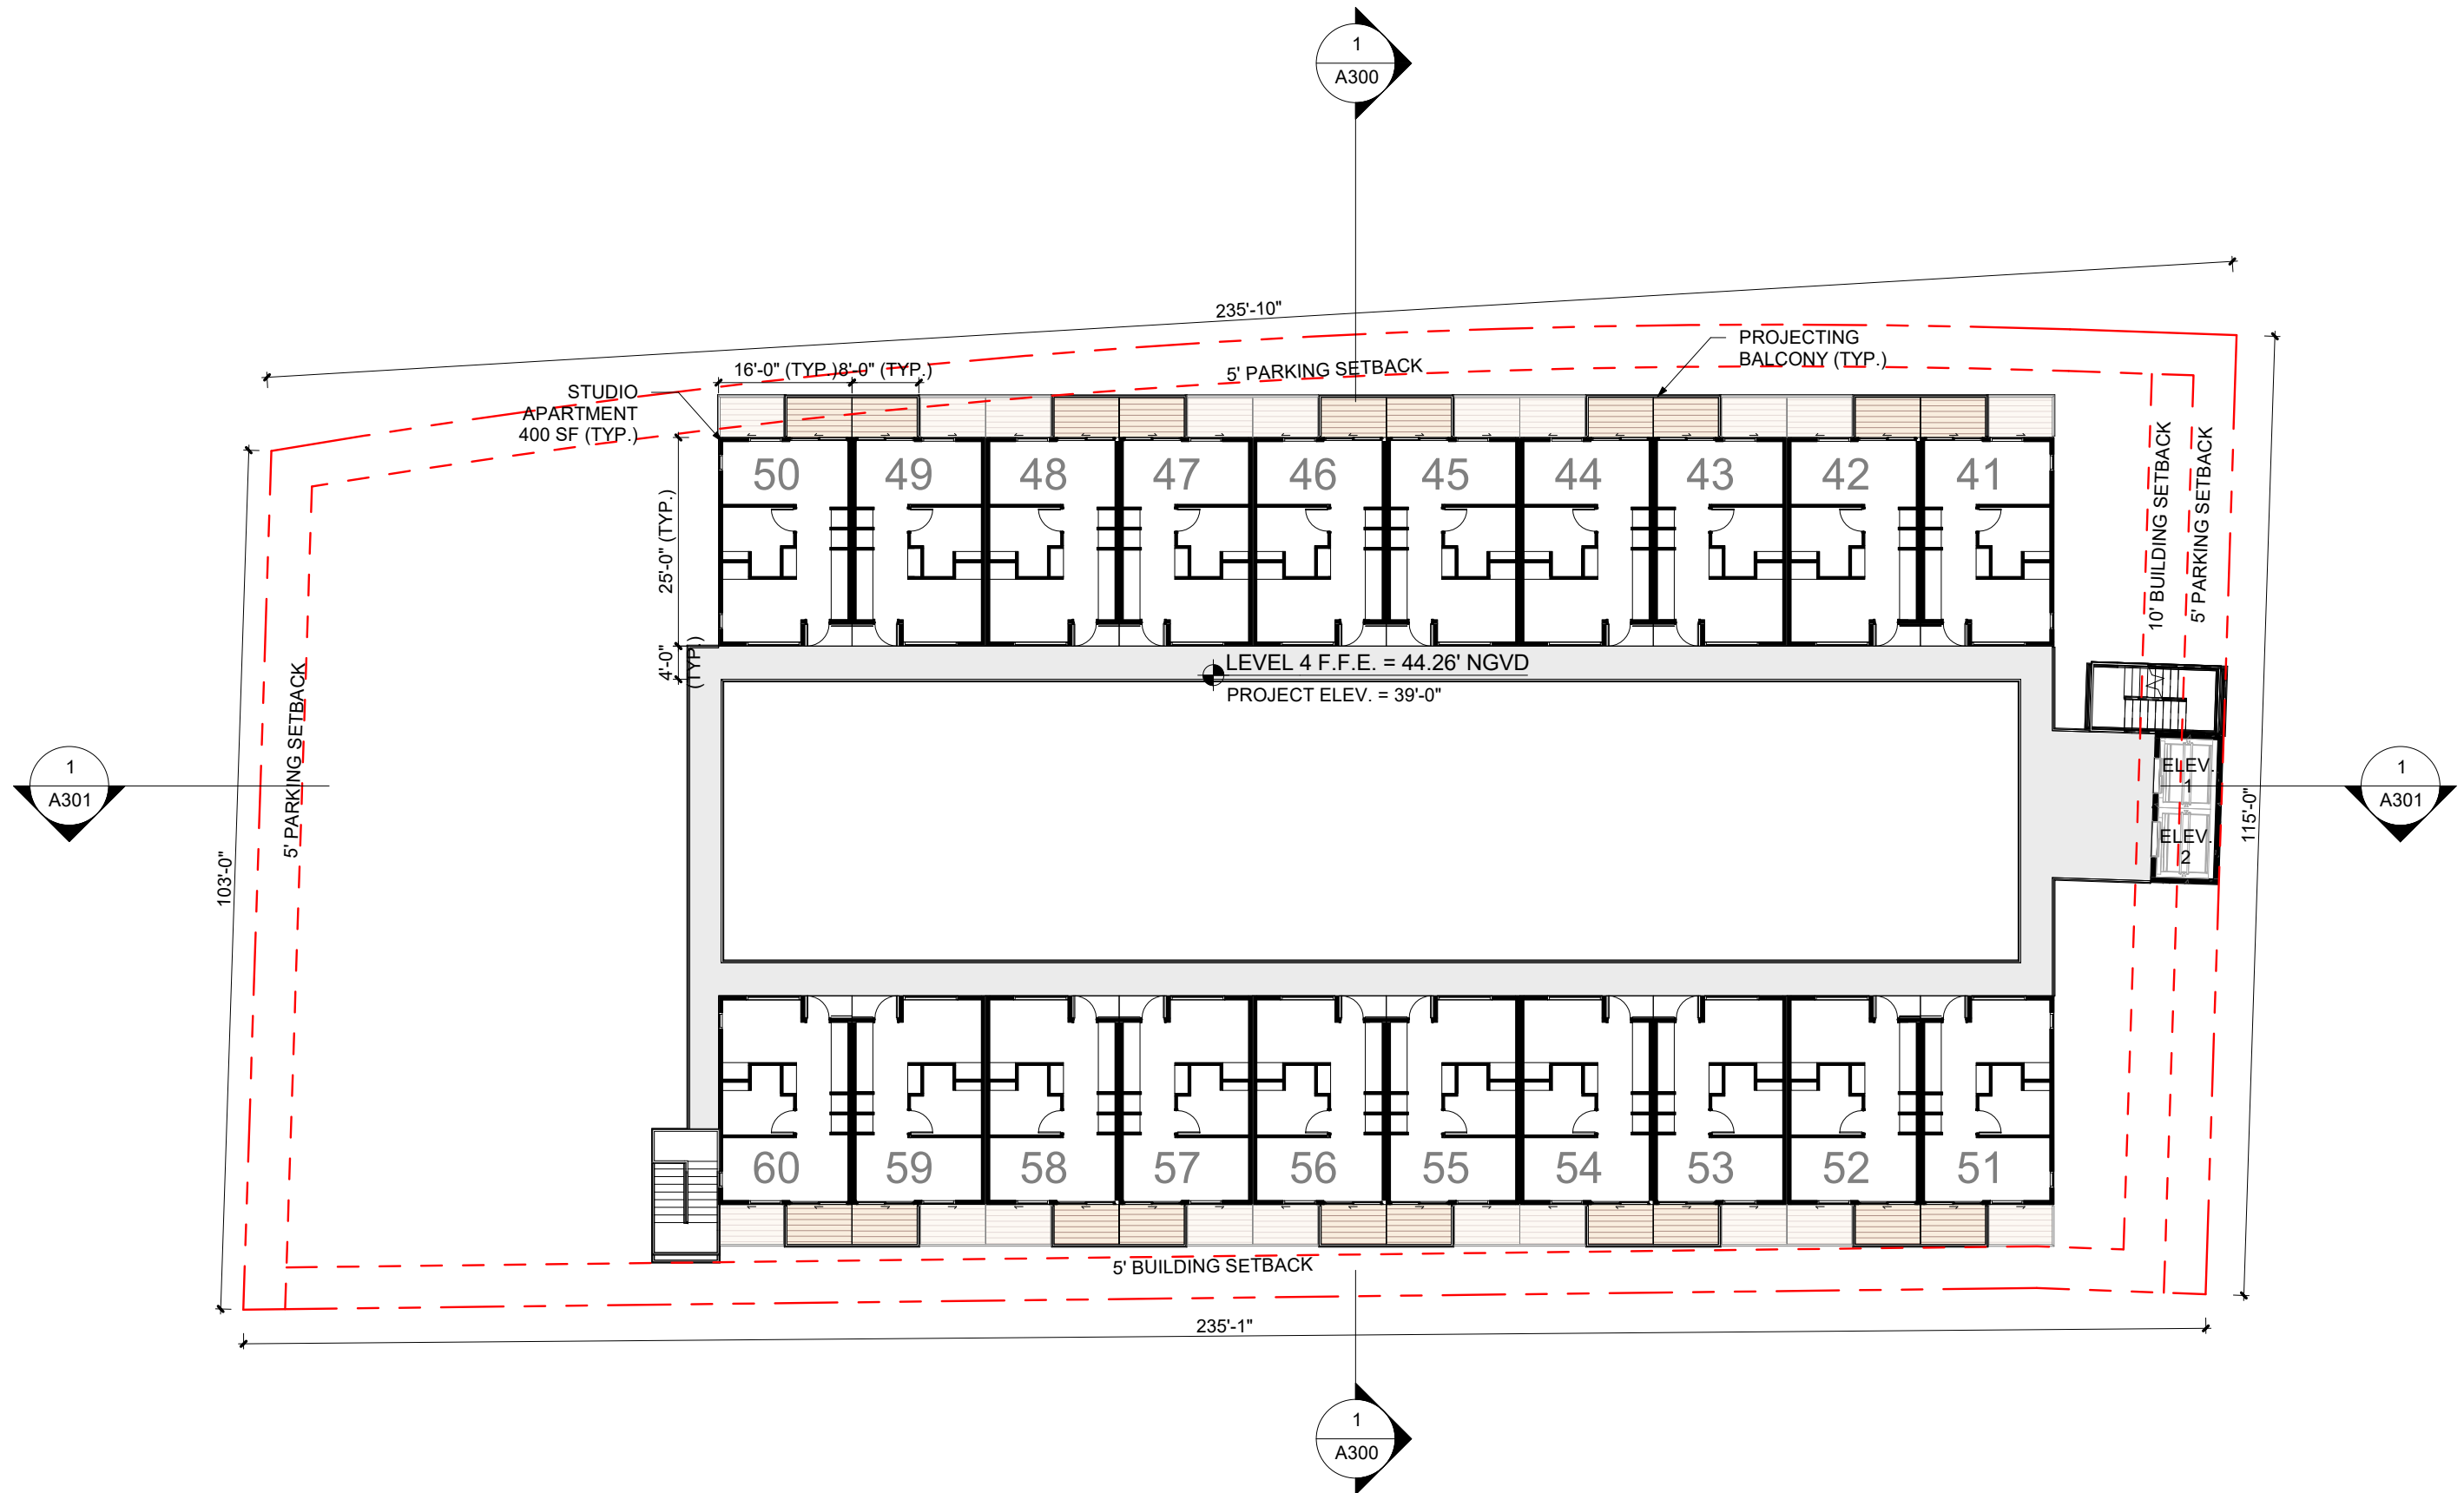 1
A300
235'-10"
PROJECTING
BALCONY (TYP.)
16'-0" (TYP.)
8'-0" (TYP.)
5' PARKING SETBACK
STUDIO
APARTMENT
400 SF (TYP.)
50
49
48
47
46
45
44
43
42
41
25'-0" (TYP.)
10' BUILDING SETBACK
5' PARKING SETBACK
4'-0"
(TYP.)
LEVEL 4 F.F.E. = 44.26' NGVD
PROJECT ELEV. = 39'-0"
5' PARKING SETBACK
1
A301
ELEV.
1
ELEV.
2
1
A301
115'-0"
103'-0"
60
59
58
57
56
55
54
53
52
51
5' BUILDING SETBACK
235'-1"
1
A300